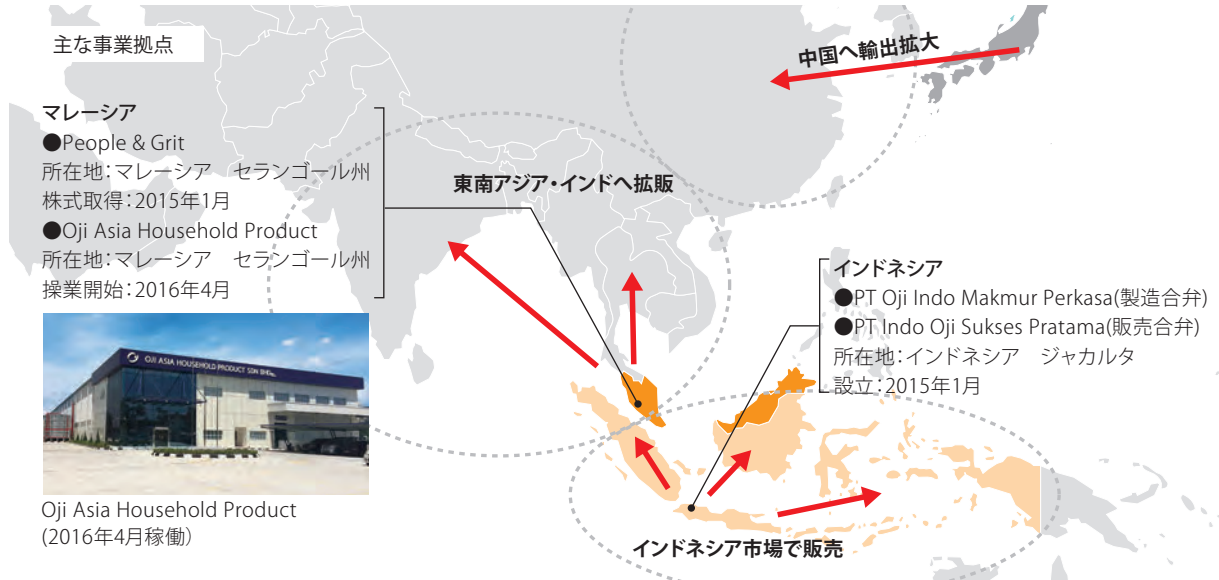 主な事業拠点
中国へ輸出拡大
マレーシア
●People & Grit
所在地：マレーシア　セランゴール州
株式取得：2015年1月
●Oji Asia Household Product
所在地：マレーシア　セランゴール州
操業開始：2016年4月
東南アジア・インドへ拡販
インドネシア
●PT Oji Indo Makmur Perkasa(製造合弁)
●PT Indo Oji Sukses Pratama(販売合弁)
所在地：インドネシア　ジャカルタ
設立：2015年1月
OJI ASIA HOUSEHOLD PRODUCT SDN BHD
Oji Asia Household Product
(2016年4月稼働)
インドネシア市場で販売